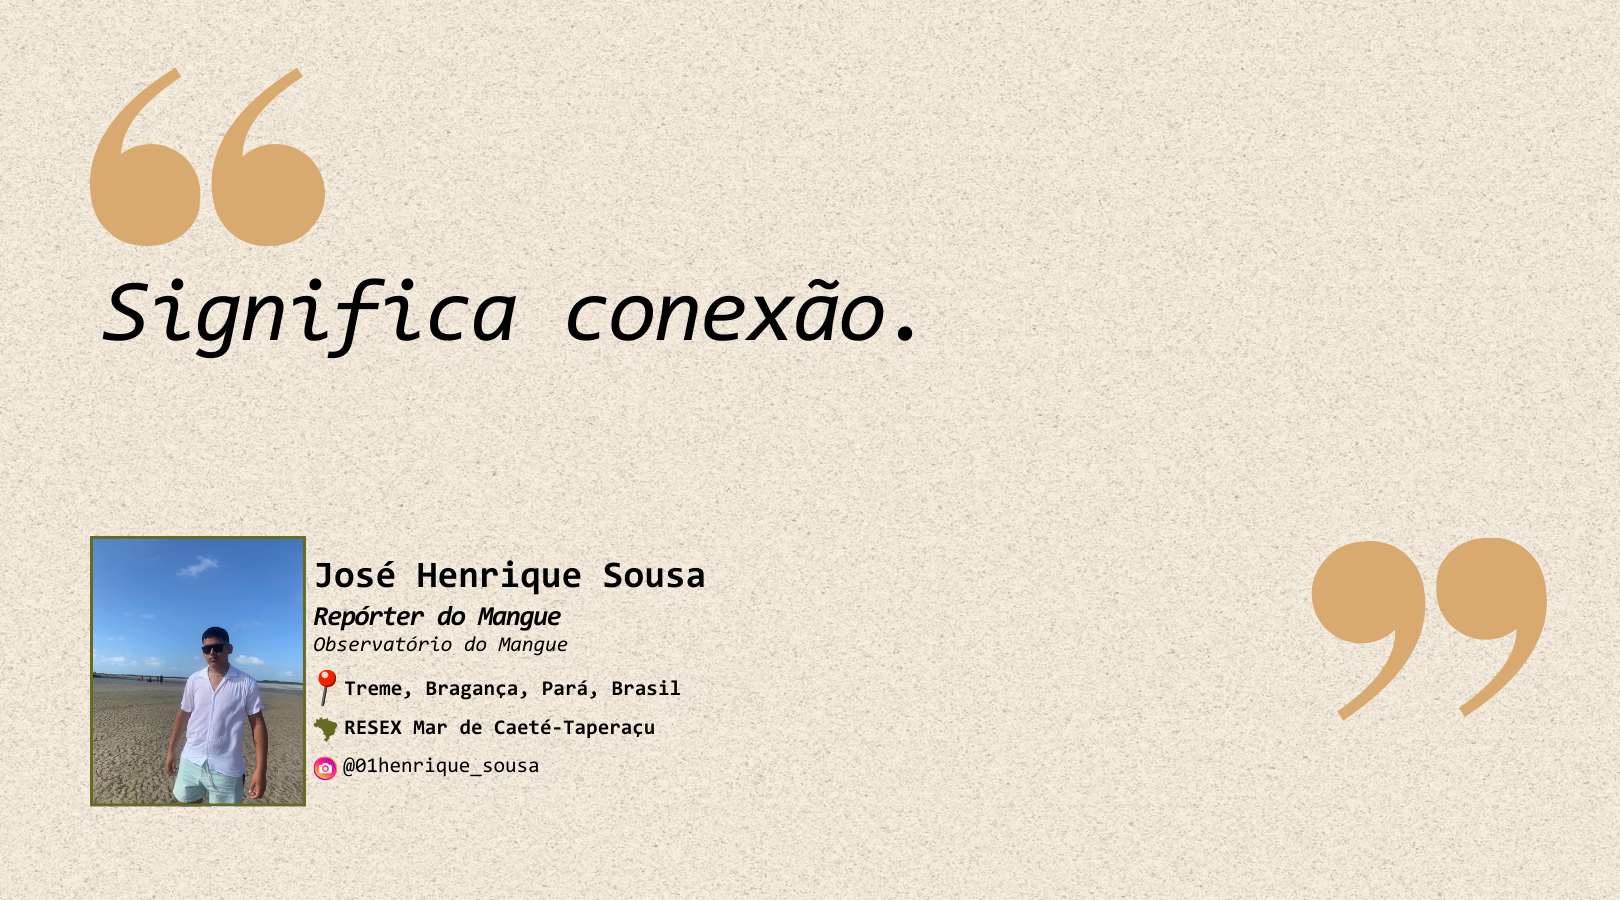 Significa conexão.
José Henrique Sousa
Repórter do Mangue
Observatório do Mangue
Treme, Bragança, Pará, Brasil
RESEX Mar de Caeté-Taperaçu
@01henrique_sousa